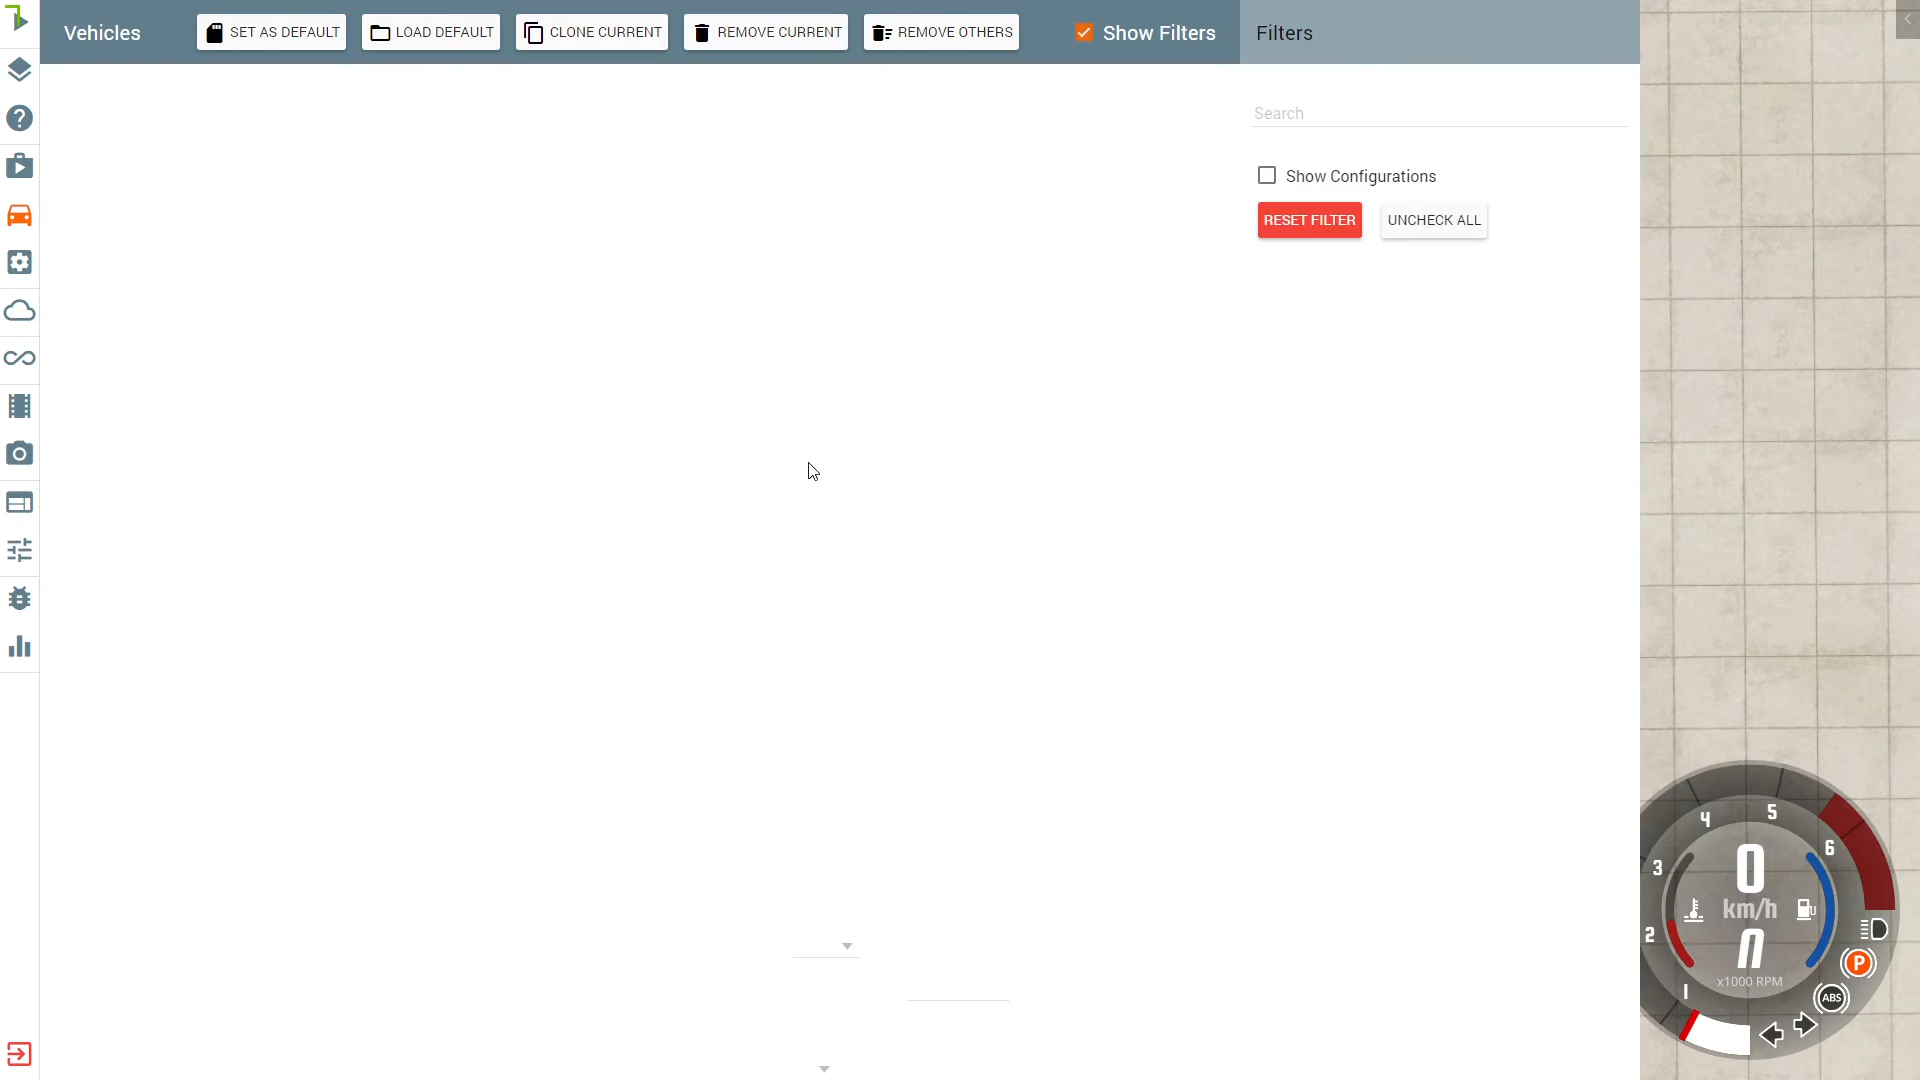 Vehicles
SET AS DEFAULT
LOAD DEFAULT
CLONE CURRENT
REMOVE CURRENT
REMOVE OTHERS
Show Filters
Filters
Search
Show Configurations
RESET FILTER
UNCHECK ALL
5
4
6
3
0
km/h
2
n
x1000 RPM
P
1
ABS